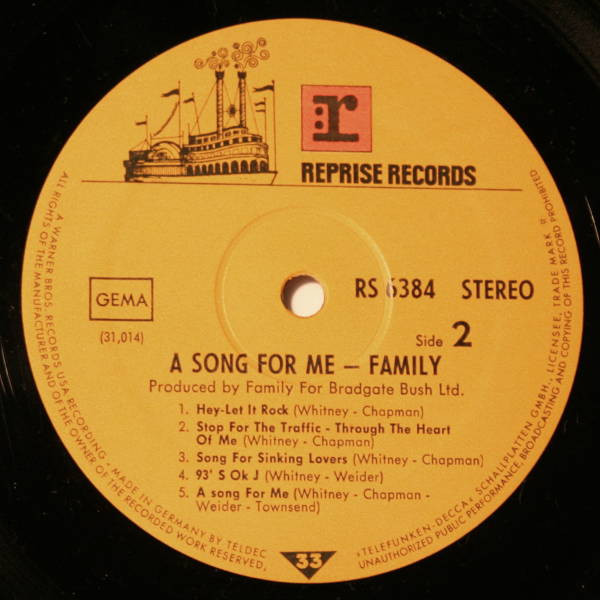 r
REPRISE RECORDS
GEMA
(31,014)
RS 6384 STEREO
Side 2
A SONG FOR ME – FAMILY
Produced by Family For Bradgate Bush Ltd.
1. Hey-Let It Rock (Whitney - Chapman)
2. Stop For The Traffic - Through The Heart
Of Me (Whitney - Chapman)
3. Song For Sinking Lovers (Whitney - Chapman)
4. 93' S Ok J (Whitney - Weider)
5. A song For Me (Whitney - Chapman -
Weider - Townsend)
33
A WARNER BROS. RECORDS USA RECORDING · MADE IN GERMANY BY TELDEC »TELEFUNKEN-DECCA« SCHALLPLATTEN GMBH., LICENSEE, TRADE MARK
ALL RIGHTS OF THE MANUFACTURER AND OF THE OWNER OF THE RECORDED WORK RESERVED, UNAUTHORIZED PUBLIC PERFORMANCE, BROADCASTING AND COPYING OF THIS RECORD PROHIBITED